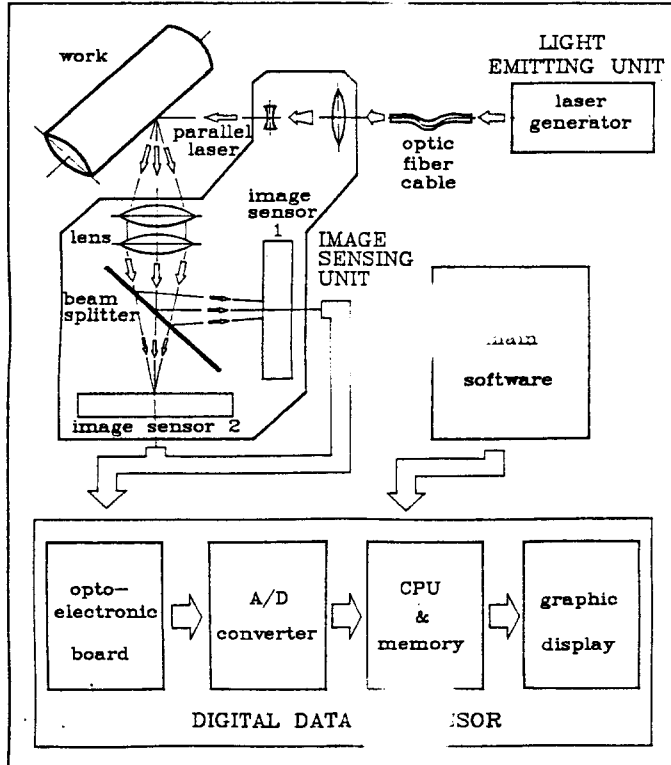 work
LIGHT
EMITTING UNIT
laser
generator
parallel
laser
optic
fiber
cable
image
sensor
1
lens
IMAGE
SENSING
UNIT
beam
splitter
main
software
image sensor 2
opto-
electronic
board
A/D
converter
CPU
&
memory
graphic
display
DIGITAL DATA